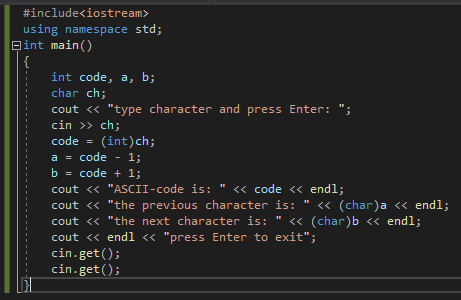 #include<iostream>
using namespace std;
int main()
{
int code, a, b;
char ch;
cout << "type character and press Enter: ";
cin >> ch;
code = (int)ch;
a = code - 1;
b = code + 1;
cout << "ASCII-code is: " << code << endl;
cout << "the previous character is: " << (char)a << endl;
cout << "the next character is: " << (char)b << endl;
cout << endl << "press Enter to exit";
cin.get();
cin.get();
}